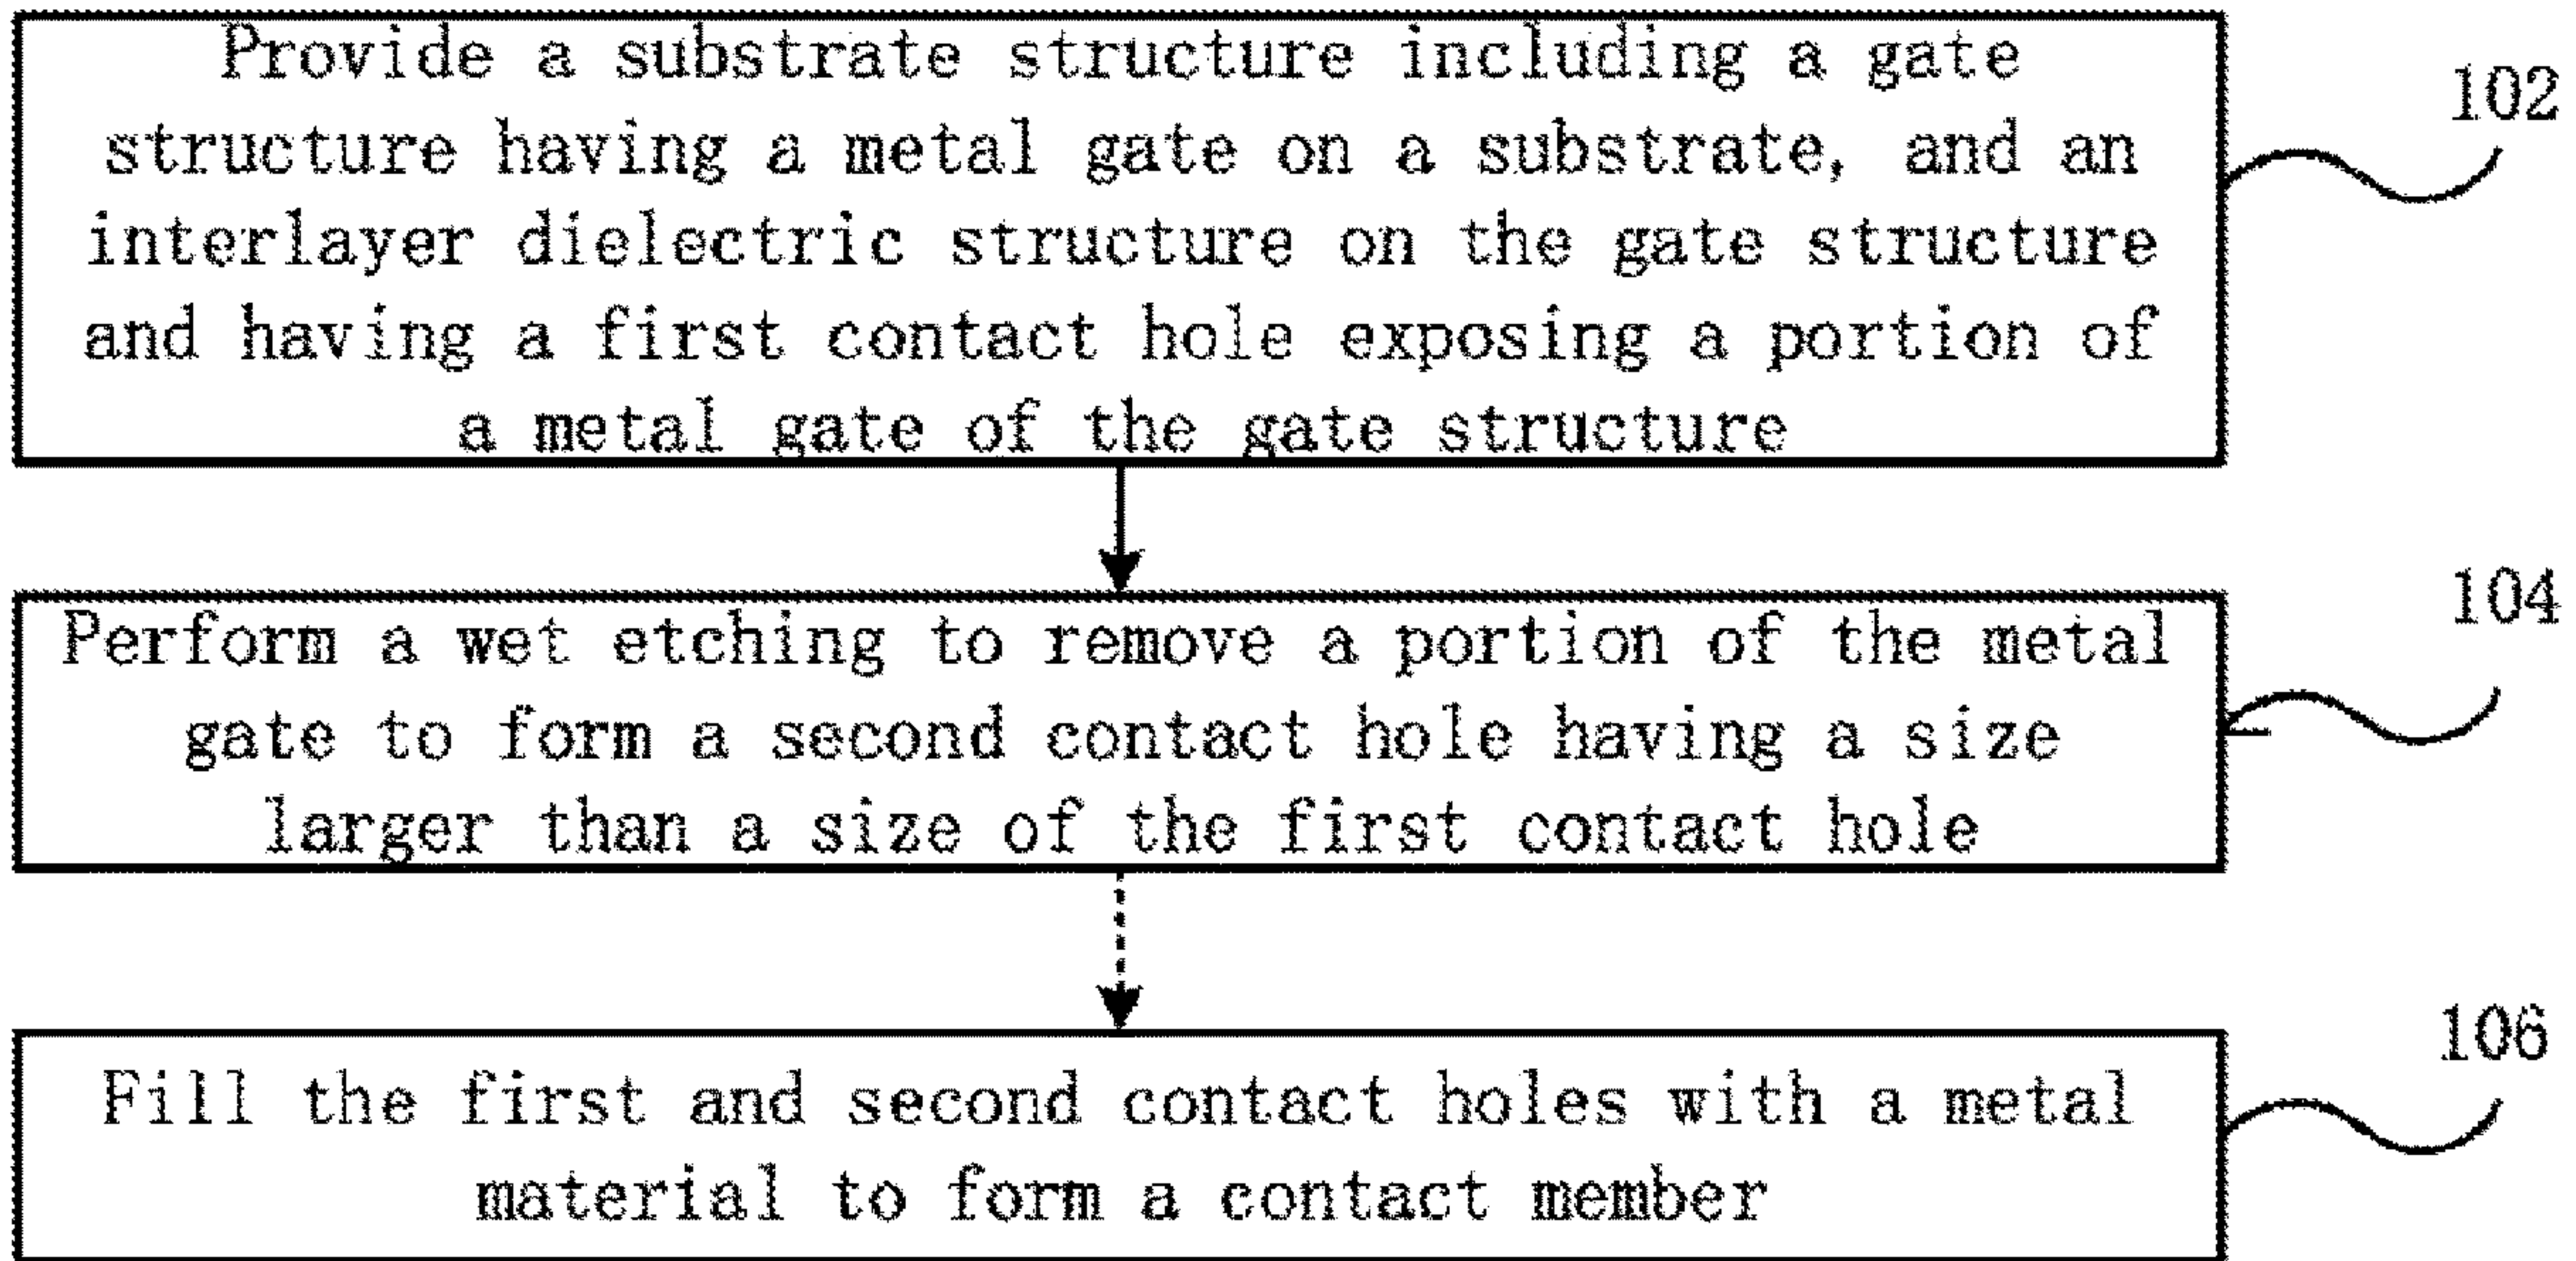 Provide a substrate structure including a gate
structure having a metal gate on a substrate, and an
interlayer dielectric structure on the gate structure
and having a first contact hole exposing a portion of
a metal gate of the gate structure
102
Perform a wet etching to remove a portion of the metal
gate to form a second contact hole having a size
larger than a size of the first contact hole
104
Fill the first and second contact holes with a metal
material to form a contact member
106